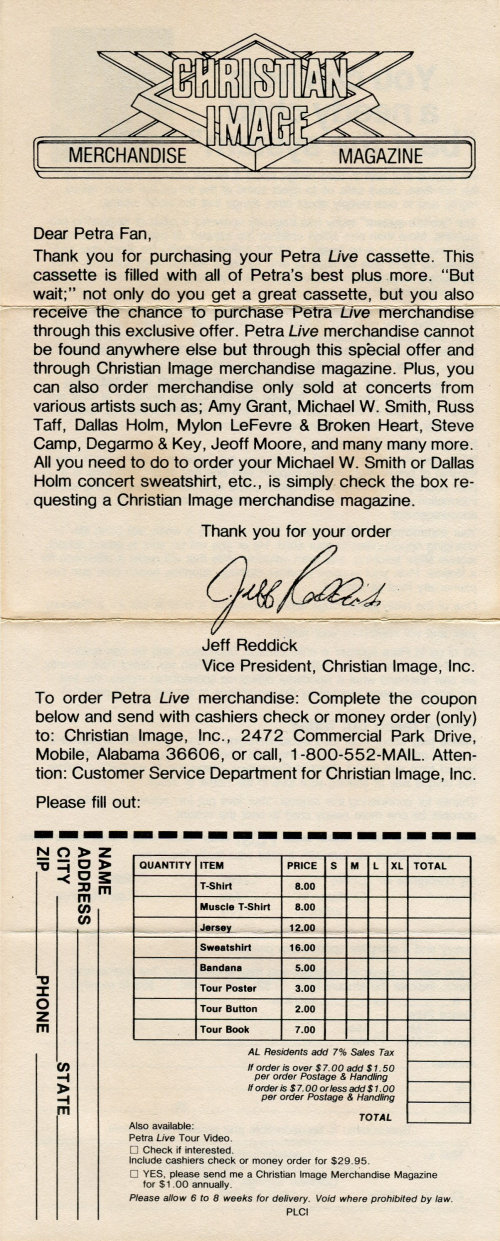 CHRISTIAN
IMAGE
MERCHANDISE MAGAZINE
Dear Petra Fan,
Thank you for purchasing your Petra Live cassette. This
cassette is filled with all of Petra's best plus more. "But
wait;" not only do you get a great cassette, but you also
receive the chance to purchase Petra Live merchandise
through this exclusive offer. Petra Live merchandise cannot
be found anywhere else but through this special offer and
through Christian Image merchandise magazine. Plus, you
can also order merchandise only sold at concerts from
various artists such as; Amy Grant, Michael W. Smith, Russ
Taff, Dallas Holm, Mylon LeFevre & Broken Heart, Steve
Camp, Degarmo & Key, Jeoff Moore, and many many more.
All you need to do to order your Michael W. Smith or Dallas
Holm concert sweatshirt, etc., is simply check the box re-
questing a Christian Image merchandise magazine.
Thank you for your order
Jeff Reddick
Jeff Reddick
Vice President, Christian Image, Inc.
To order Petra Live merchandise: Complete the coupon
below and send with cashiers check or money order (only)
to: Christian Image, Inc., 2472 Commercial Park Drive,
Mobile, Alabama 36606, or call, 1-800-552-MAIL. Atten-
tion: Customer Service Department for Christian Image, Inc.
Please fill out:
NAME
ADDRESS
CITY STATE
ZIP PHONE
QUANTITY ITEM PRICE S M L XL TOTAL
T-Shirt 8.00
Muscle T-Shirt 8.00
Jersey 12.00
Sweatshirt 16.00
Bandana 5.00
Tour Poster 3.00
Tour Button 2.00
Tour Book 7.00
AL Residents add 7% Sales Tax
If order is over $7.00 add $1.50
per order Postage & Handling
If order is $7.00 or less add $1.00
per order Postage & Handling
TOTAL
Also available:
Petra Live Tour Video.
☐ Check if interested.
Include cashiers check or money order for $29.95.
☐ YES, please send me a Christian Image Merchandise Magazine
for $1.00 annually.
Please allow 6 to 8 weeks for delivery. Void where prohibited by law.
PLCI